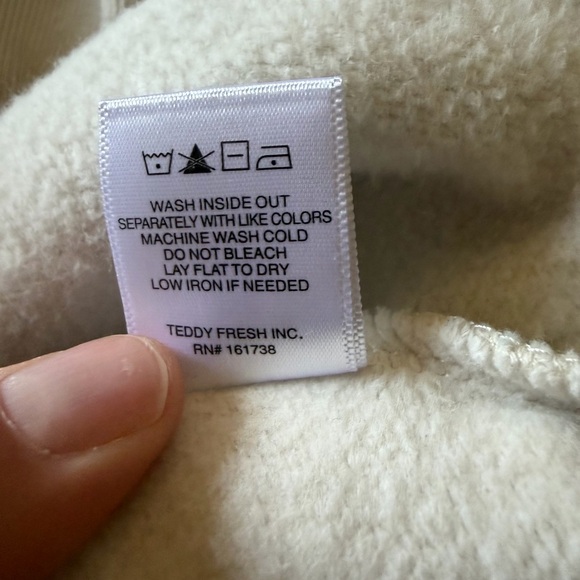 WASH INSIDE OUT
SEPARATELY WITH LIKE COLORS
MACHINE WASH COLD
DO NOT BLEACH
LAY FLAT TO DRY
LOW IRON IF NEEDED
TEDDY FRESH INC.
RN# 161738